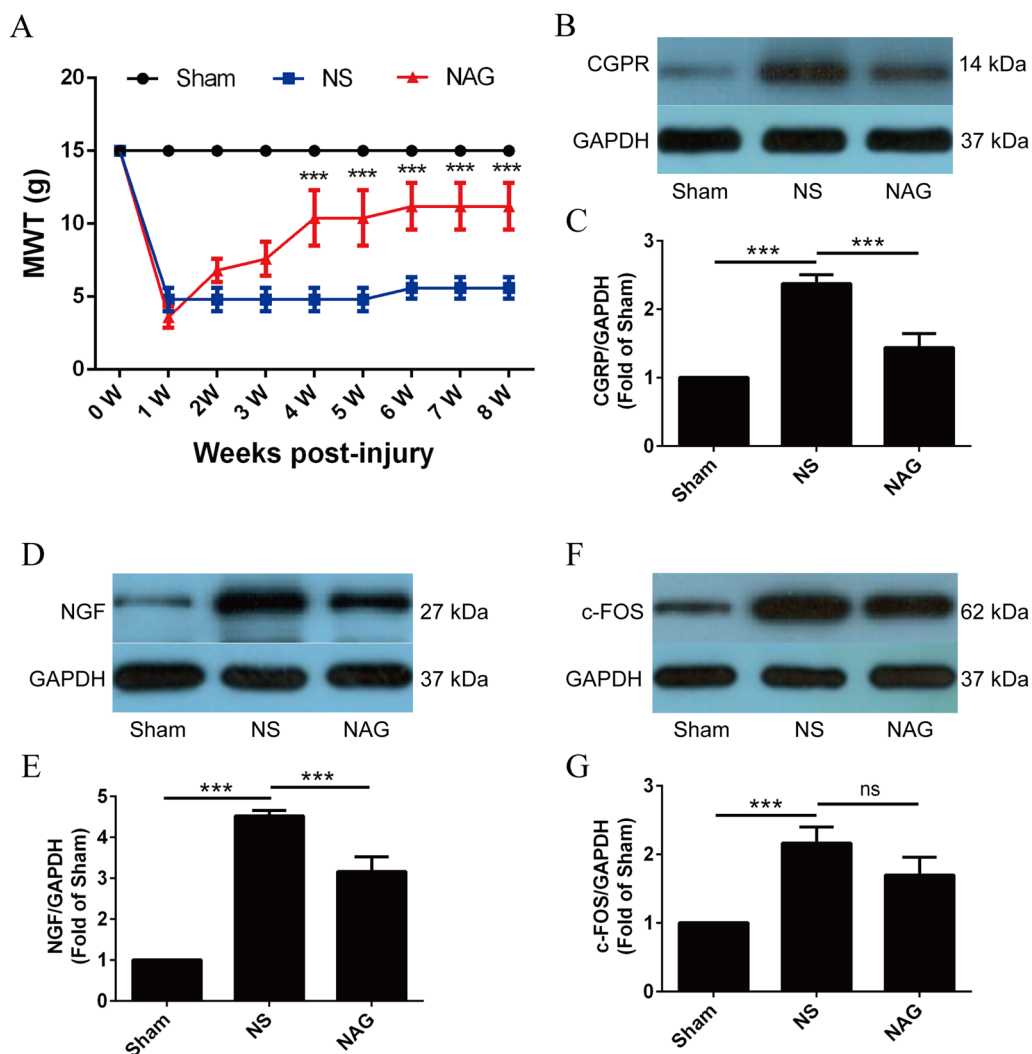 A
Sham NS NAG
MWT (g)
20
15
10
5
0
*** *** *** *** ***
0 W 1 W 2W 3 W 4 W 5 W 6 W 7 W 8 W
Weeks post-injury
B
CGPR 14 kDa
GAPDH 37 kDa
Sham NS NAG
C
CGRP/GAPDH
(Fold of Sham)
3
2
1
0
*** ***
Sham NS NAG
D
NGF 27 kDa
GAPDH 37 kDa
Sham NS NAG
E
NGF/GAPDH
(Fold of Sham)
5
4
3
2
1
0
*** ***
Sham NS NAG
F
c-FOS 62 kDa
GAPDH 37 kDa
Sham NS NAG
G
c-FOS/GAPDH
(Fold of Sham)
3
2
1
0
*** ns
Sham NS NAG